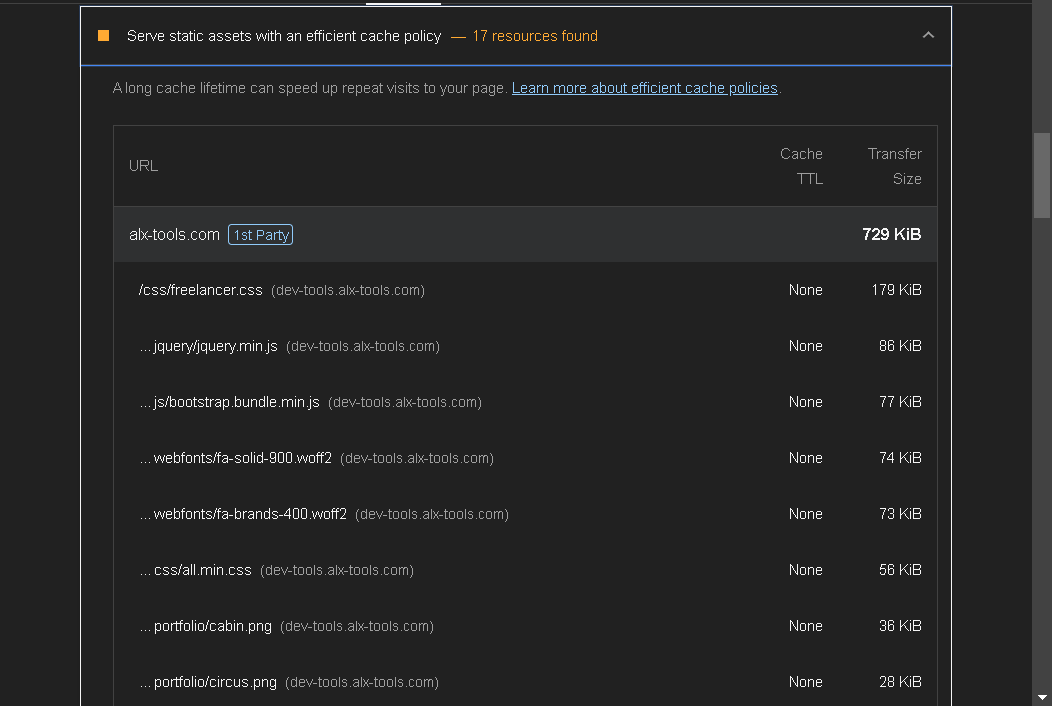 Serve static assets with an efficient cache policy — 17 resources found
A long cache lifetime can speed up repeat visits to your page. Learn more about efficient cache policies.
URL Cache TTL Transfer Size
alx-tools.com 1st Party 729 KiB
/css/freelancer.css (dev-tools.alx-tools.com) None 179 KiB
…jquery/jquery.min.js (dev-tools.alx-tools.com) None 86 KiB
…js/bootstrap.bundle.min.js (dev-tools.alx-tools.com) None 77 KiB
…webfonts/fa-solid-900.woff2 (dev-tools.alx-tools.com) None 74 KiB
…webfonts/fa-brands-400.woff2 (dev-tools.alx-tools.com) None 73 KiB
…css/all.min.css (dev-tools.alx-tools.com) None 56 KiB
…portfolio/cabin.png (dev-tools.alx-tools.com) None 36 KiB
…portfolio/circus.png (dev-tools.alx-tools.com) None 28 KiB